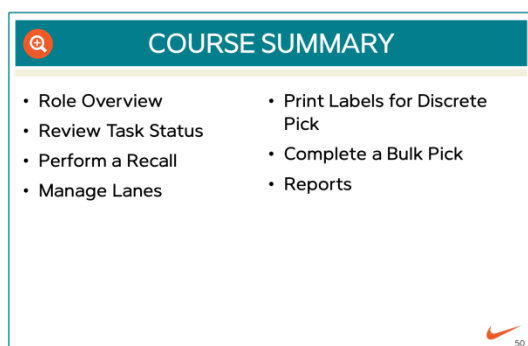 COURSE SUMMARY
• Role Overview
• Review Task Status
• Perform a Recall
• Manage Lanes
• Print Labels for Discrete
Pick
• Complete a Bulk Pick
• Reports
50